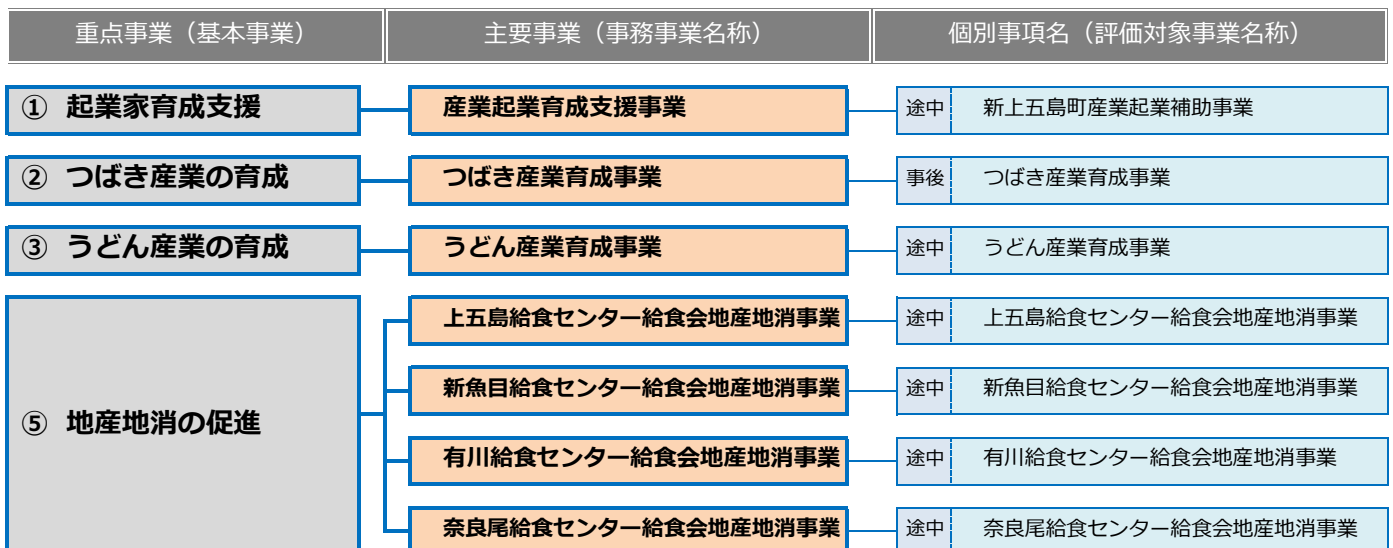 重点事業（基本事業） 主要事業（事務事業名称） 個別事項名（評価対象事業名称）
① 起業家育成支援 産業起業育成支援事業 途中 新上五島町産業起業補助事業
② つばき産業の育成 つばき産業育成事業 事後 つばき産業育成事業
③ うどん産業の育成 うどん産業育成事業 途中 うどん産業育成事業
上五島給食センター給食会地産地消事業 途中 上五島給食センター給食会地産地消事業
新魚目給食センター給食会地産地消事業 途中 新魚目給食センター給食会地産地消事業
⑤ 地産地消の促進
有川給食センター給食会地産地消事業 途中 有川給食センター給食会地産地消事業
奈良尾給食センター給食会地産地消事業 途中 奈良尾給食センター給食会地産地消事業